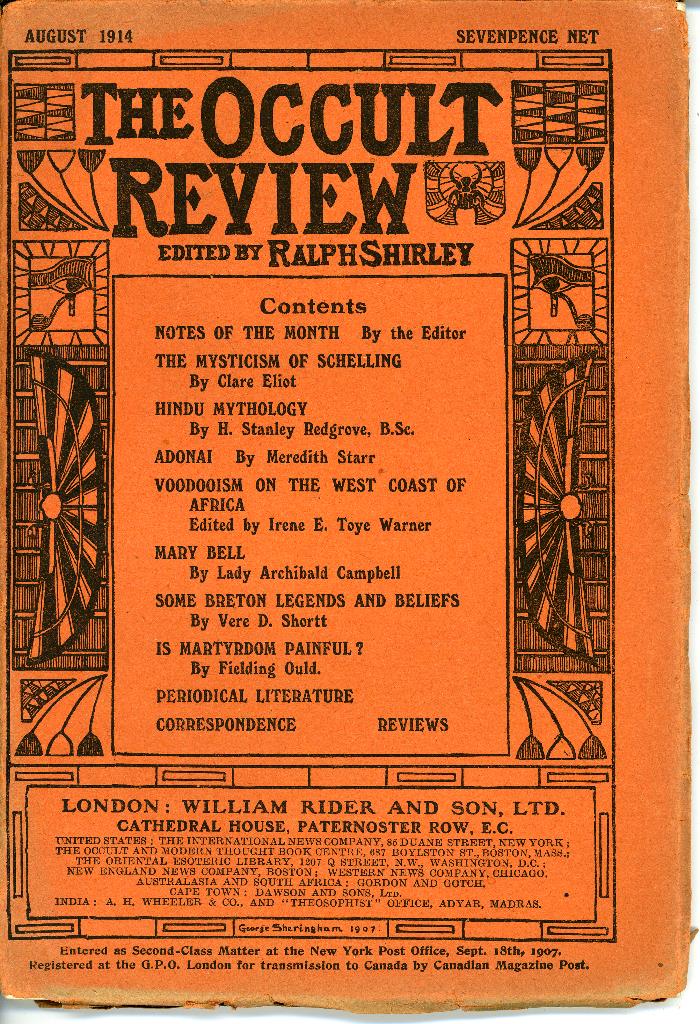 AUGUST 1914 SEVENPENCE NET
THE OCCULT
REVIEW
EDITED BY RALPH SHIRLEY
Contents
NOTES OF THE MONTH By the Editor
THE MYSTICISM OF SCHELLING
By Clare Eliot
HINDU MYTHOLOGY
By H. Stanley Redgrove, B.Sc.
ADONAI By Meredith Starr
VOODOOISM ON THE WEST COAST OF
AFRICA
Edited by Irene E. Toye Warner
MARY BELL
By Lady Archibald Campbell
SOME BRETON LEGENDS AND BELIEFS
By Vere D. Shortt
IS MARTYRDOM PAINFUL?
By Fielding Ould.
PERIODICAL LITERATURE
CORRESPONDENCE REVIEWS
LONDON: WILLIAM RIDER AND SON, LTD.
CATHEDRAL HOUSE, PATERNOSTER ROW, E.C.
UNITED STATES: THE INTERNATIONAL NEWS COMPANY, 85 DUANE STREET, NEW YORK;
THE OCCULT AND MODERN THOUGHT BOOK CENTRE, 687 BOYLSTON ST., BOSTON, MASS.;
THE ORIENTAL ESOTERIC LIBRARY, 1207 Q STREET, N.W., WASHINGTON, D.C.;
NEW ENGLAND NEWS COMPANY, BOSTON; WESTERN NEWS COMPANY, CHICAGO.
AUSTRALASIA AND SOUTH AFRICA: GORDON AND GOTCH.
CAPE TOWN: DAWSON AND SONS, LTD.
INDIA: A. H. WHEELER & CO., AND "THEOSOPHIST" OFFICE, ADYAR, MADRAS.
George Sheringham 1907
Entered as Second-Class Matter at the New York Post Office, Sept. 18th, 1907.
Registered at the G.P.O. London for transmission to Canada by Canadian Magazine Post.